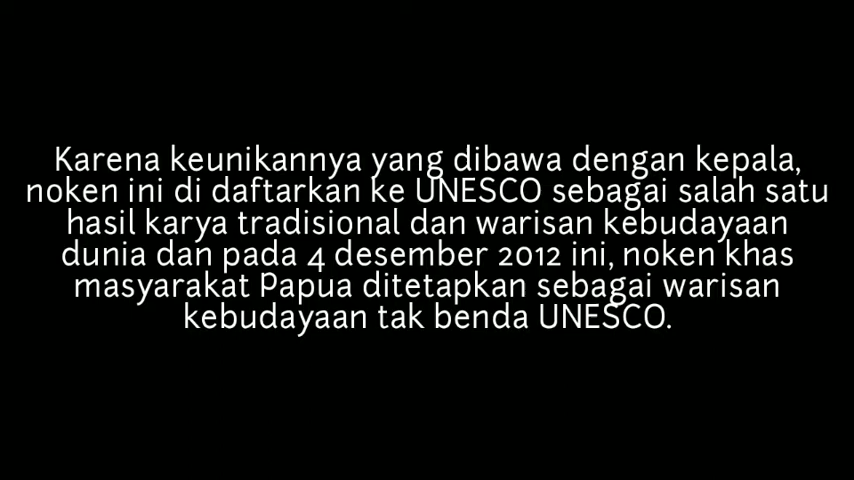 Karena keunikannya yang dibawa dengan kepala,
noken ini di daftarkan ke UNESCO sebagai salah satu
hasil karya tradisional dan warisan kebudayaan
dunia dan pada 4 desember 2012 ini, noken khas
masyarakat Papua ditetapkan sebagai warisan
kebudayaan tak benda UNESCO.